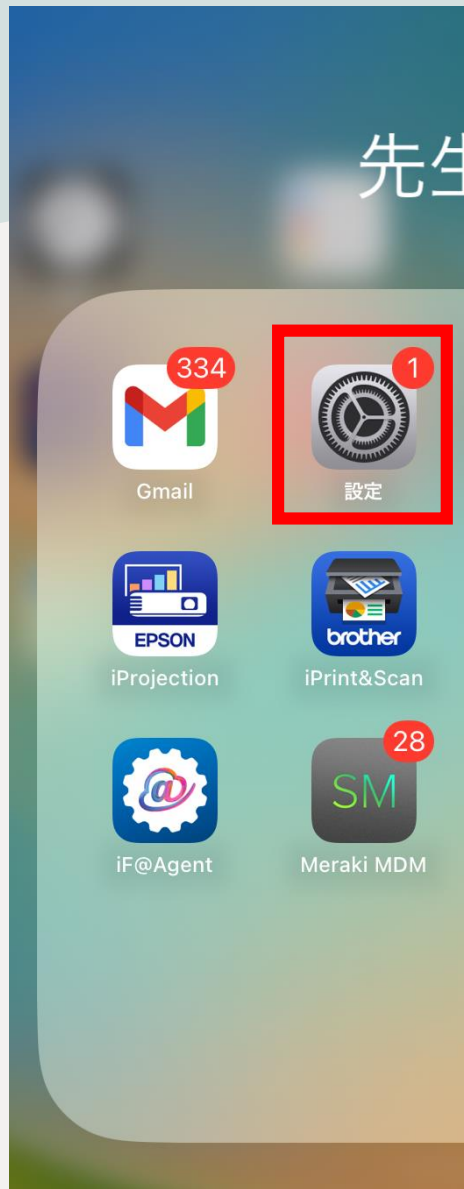 先生
334
1
Gmail
設定
EPSON
brother
iProjection
iPrint&Scan
28
@
SM
iF@Agent
Meraki MDM